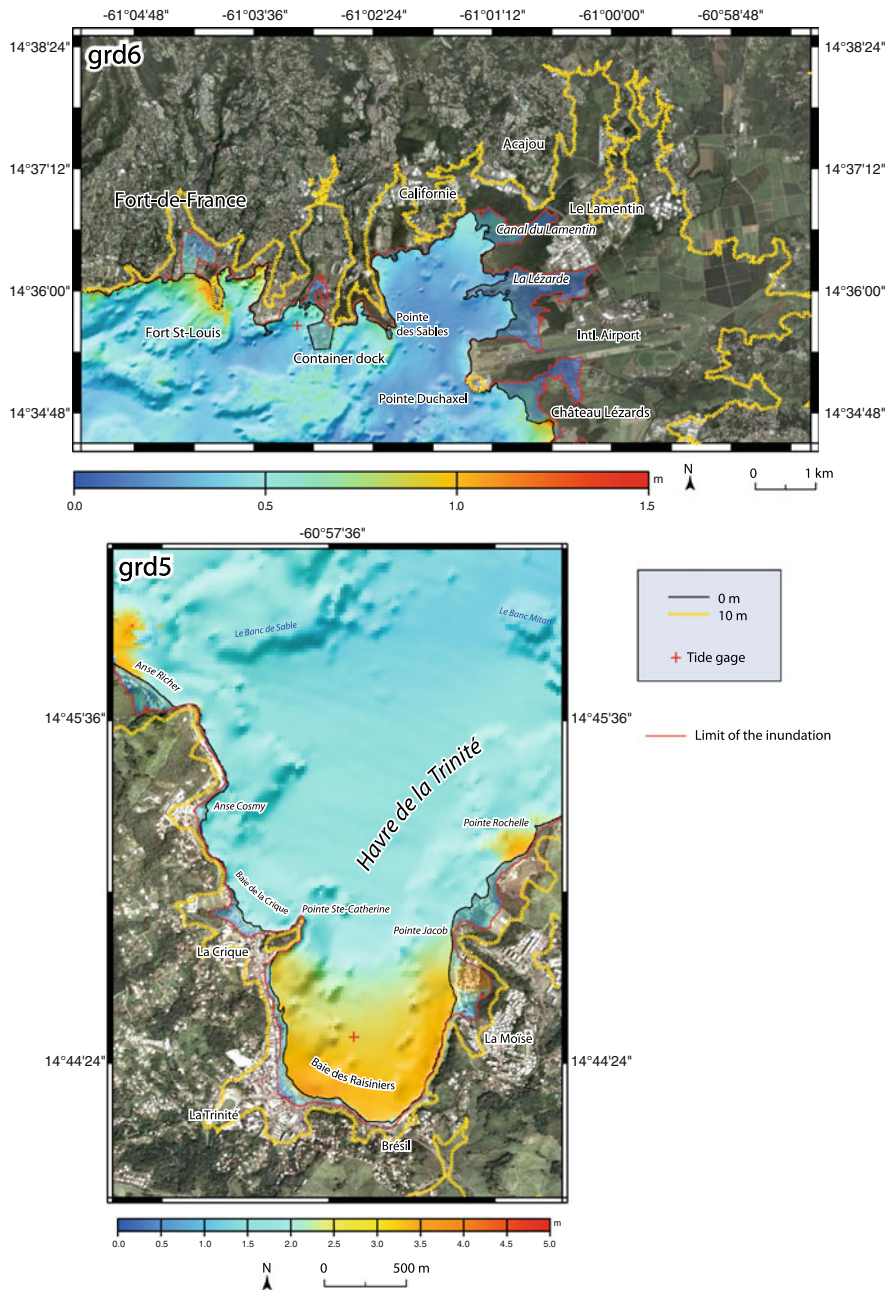 -61°04'48" -61°03'36" -61°02'24" -61°01'12" -61°00'00" -60°58'48"
14°38'24" 14°38'24"
grd6
Acajou
14°37'12" 14°37'12"
Californie
Fort-de-France
Le Lamentin
Canal du Lamentin
La Lézarde
14°36'00" 14°36'00"
Fort St-Louis
Pointe
des Sables
Intl. Airport
Container dock
Pointe Duchaxel
14°34'48" 14°34'48"
Château Lézards
m
N
0 1 km
0.0 0.5 1.0 1.5
-60°57'36"
grd5
0 m
10 m
Tide gage
Limit of the inundation
Le Banc Mitan
Le Banc de Sable
Anse Richer
14°45'36" 14°45'36"
Havre de la Trinité
Anse Cosmy
Pointe Rochelle
Baie de la Crique
Pointe Ste-Catherine
Pointe Jacob
La Crique
La Moïse
14°44'24" 14°44'24"
Baie des Raisiniers
La Trinité
Brésil
m
0.0 0.5 1.0 1.5 2.0 2.5 3.0 3.5 4.0 4.5 5.0
N
0 500 m